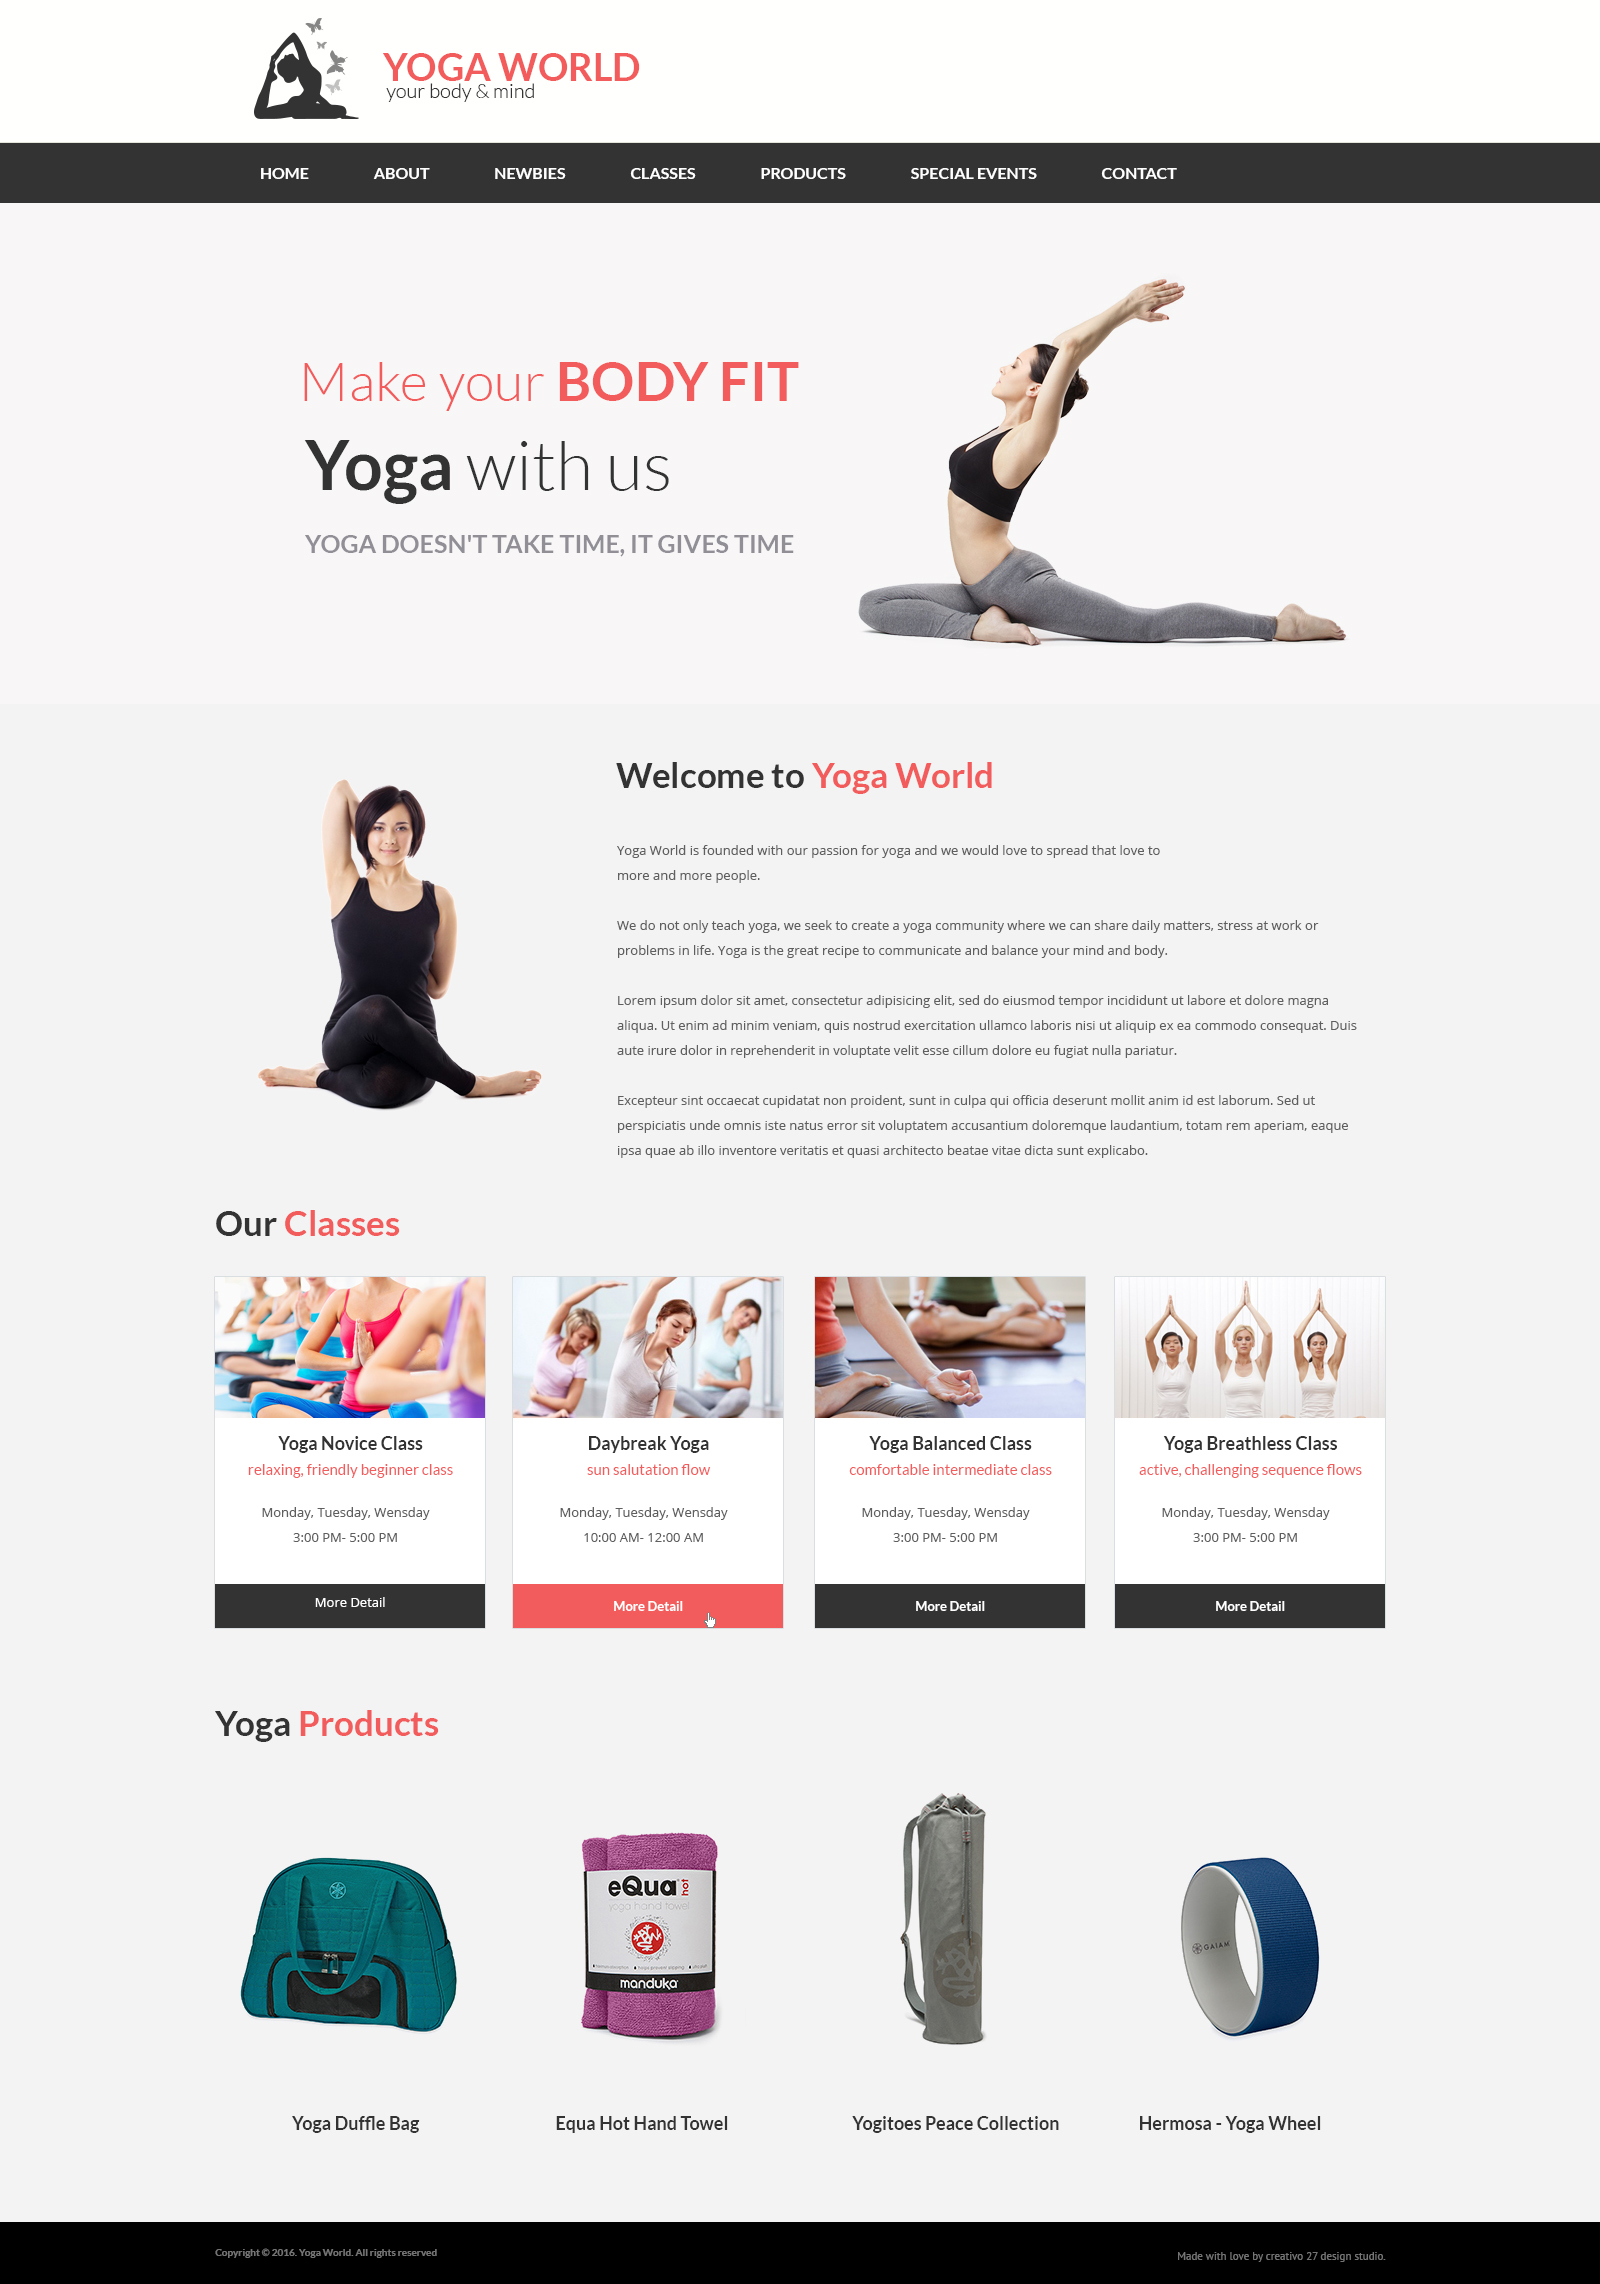 YOGA WORLD
your body & mind
HOME ABOUT NEWBIES CLASSES PRODUCTS SPECIAL EVENTS CONTACT
Make your BODY FIT
Yoga with us
YOGA DOESN'T TAKE TIME, IT GIVES TIME
Welcome to Yoga World
Yoga World is founded with our passion for yoga and we would love to spread that love to
more and more people.
We do not only teach yoga, we seek to create a yoga community where we can share daily matters, stress at work or
problems in life. Yoga is the great recipe to communicate and balance your mind and body.
Lorem ipsum dolor sit amet, consectetur adipisicing elit, sed do eiusmod tempor incididunt ut labore et dolore magna
aliqua. Ut enim ad minim veniam, quis nostrud exercitation ullamco laboris nisi ut aliquip ex ea commodo consequat. Duis
aute irure dolor in reprehenderit in voluptate velit esse cillum dolore eu fugiat nulla pariatur.
Excepteur sint occaecat cupidatat non proident, sunt in culpa qui officia deserunt mollit anim id est laborum. Sed ut
perspiciatis unde omnis iste natus error sit voluptatem accusantium doloremque laudantium, totam rem aperiam, eaque
ipsa quae ab illo inventore veritatis et quasi architecto beatae vitae dicta sunt explicabo.
Our Classes
Yoga Novice Class
relaxing, friendly beginner class
Monday, Tuesday, Wensday
3:00 PM- 5:00 PM
More Detail
Daybreak Yoga
sun salutation flow
Monday, Tuesday, Wensday
10:00 AM- 12:00 AM
More Detail
Yoga Balanced Class
comfortable intermediate class
Monday, Tuesday, Wensday
3:00 PM- 5:00 PM
More Detail
Yoga Breathless Class
active, challenging sequence flows
Monday, Tuesday, Wensday
3:00 PM- 5:00 PM
More Detail
Yoga Products
eQua hot
yoga hand towel
manduka
GAIAM
Yoga Duffle Bag
Equa Hot Hand Towel
Yogitoes Peace Collection
Hermosa - Yoga Wheel
Copyright © 2016. Yoga World. All rights reserved
Made with love by creativo 27 design studio.